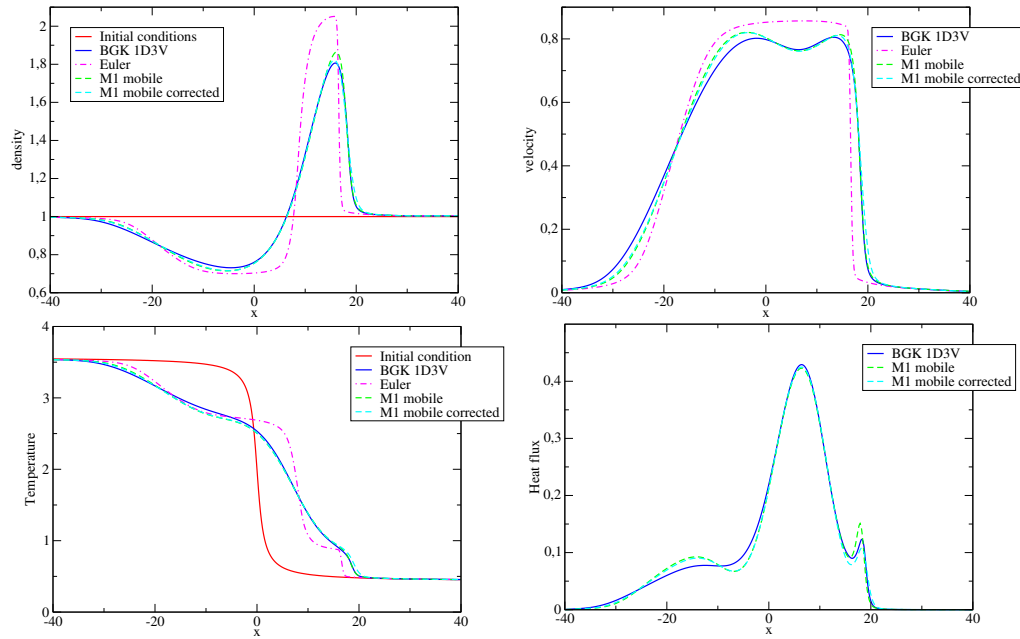 Initial conditions
BGK 1D3V
Euler
M1 mobile
M1 mobile corrected
density
2
1,8
1,6
1,4
1,2
1
0,8
0,6
-40 -20 0 20 40
x
BGK 1D3V
Euler
M1 mobile
M1 mobile corrected
velocity
0,8
0,6
0,4
0,2
0
-40 -20 0 20 40
x
Initial condition
BGK 1D3V
Euler
M1 mobile
M1 mobile corrected
Temperature
4
3
2
1
0
-40 -20 0 20 40
x
BGK 1D3V
M1 mobile
M1 mobile corrected
Heat flux
0,4
0,3
0,2
0,1
0
-40 -20 0 20 40
x